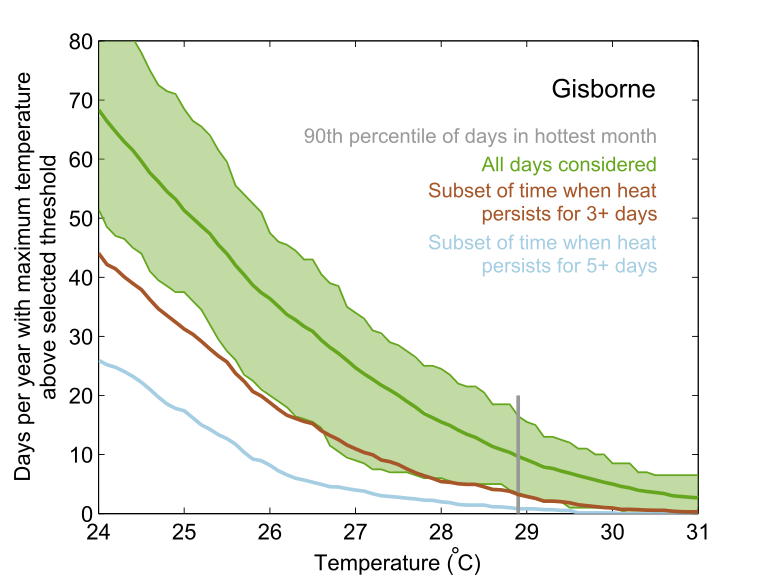 Gisborne
90th percentile of days in hottest month
All days considered
Subset of time when heat
persists for 3+ days
Subset of time when heat
persists for 5+ days
Days per year with maximum temperature
above selected threshold
80
70
60
50
40
30
20
10
0
24 25 26 27 28 29 30 31
Temperature (°C)